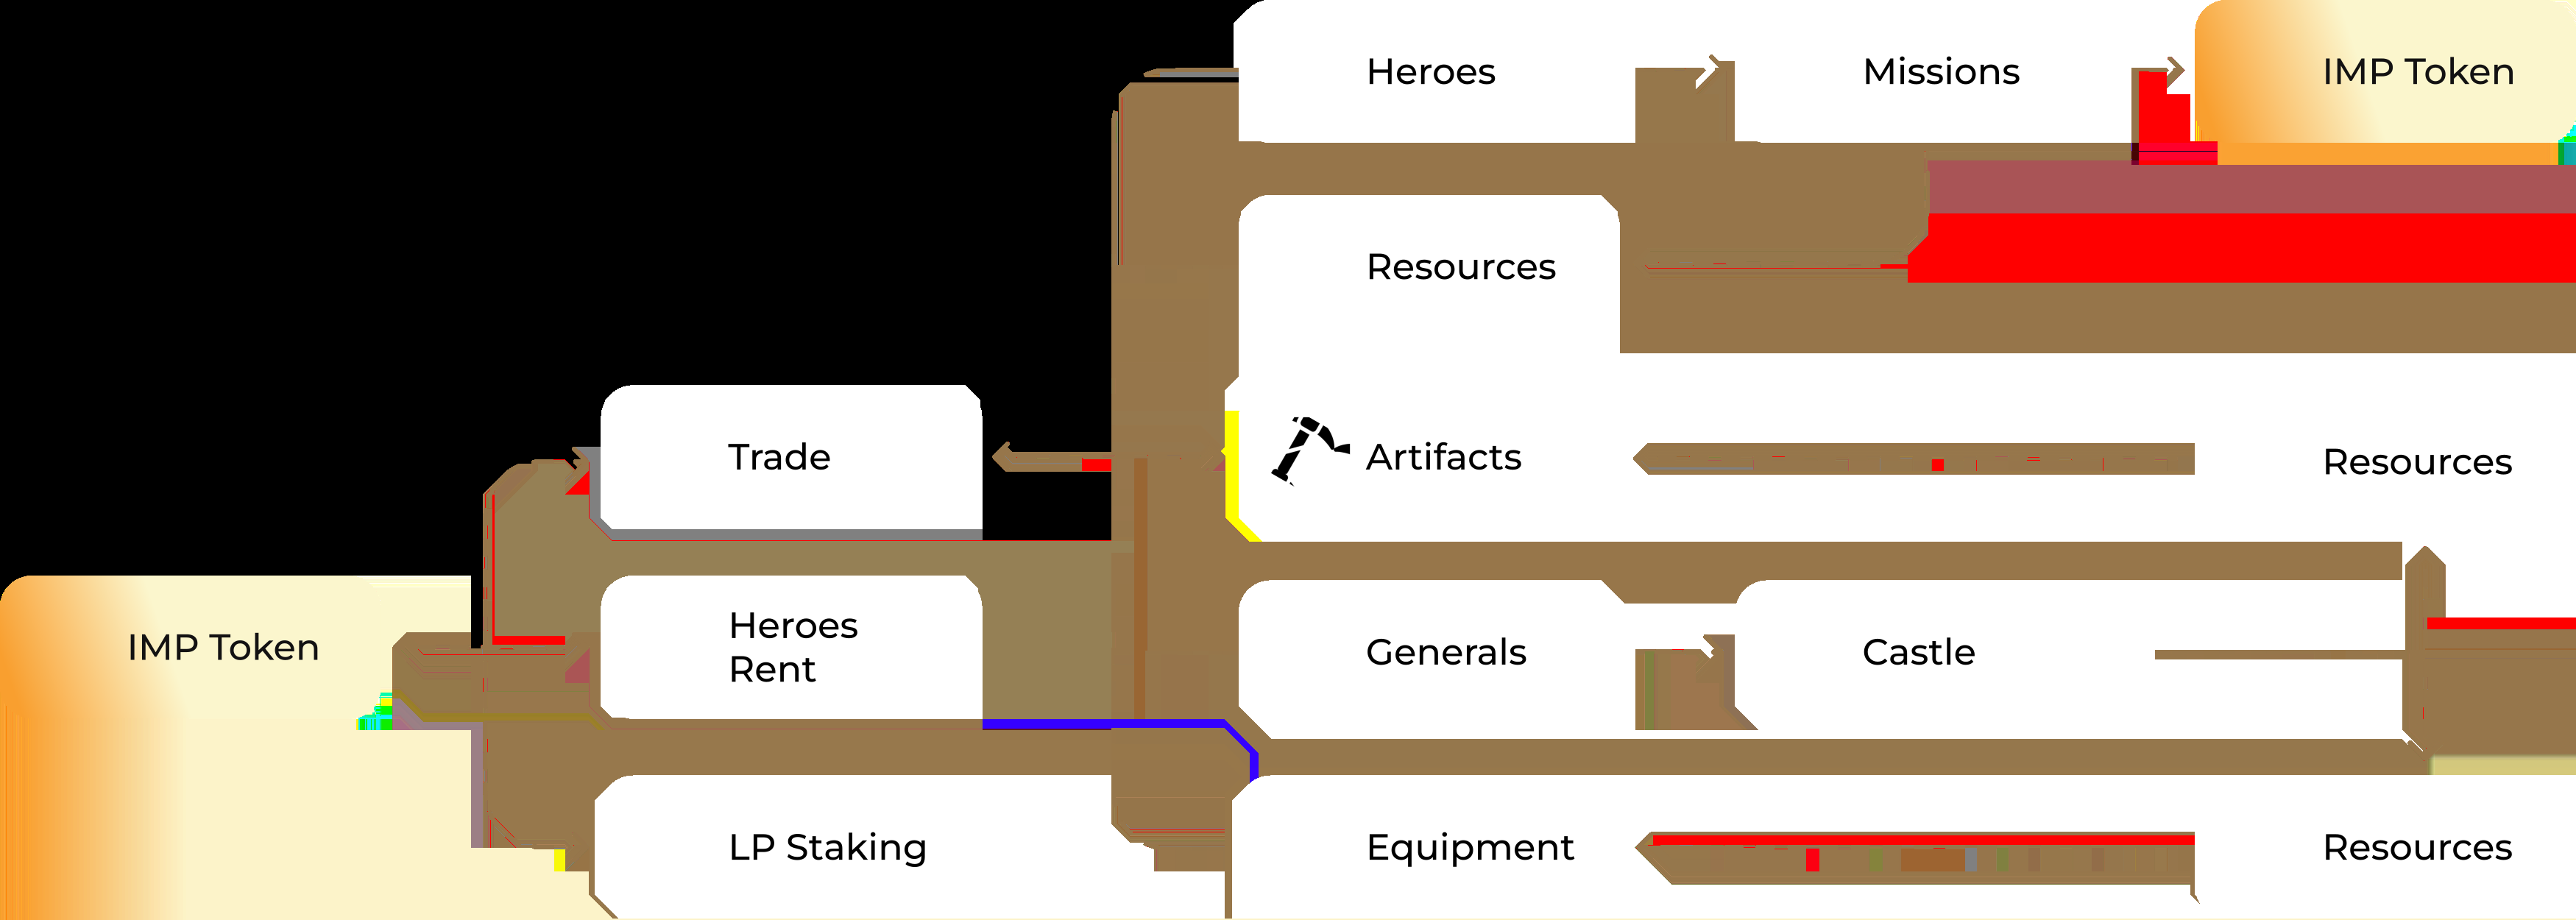 Heroes
Missions
IMP Token
Resources
Trade
Artifacts
Resources
IMP Token
Heroes
Rent
Generals
Castle
LP Staking
Equipment
Resources